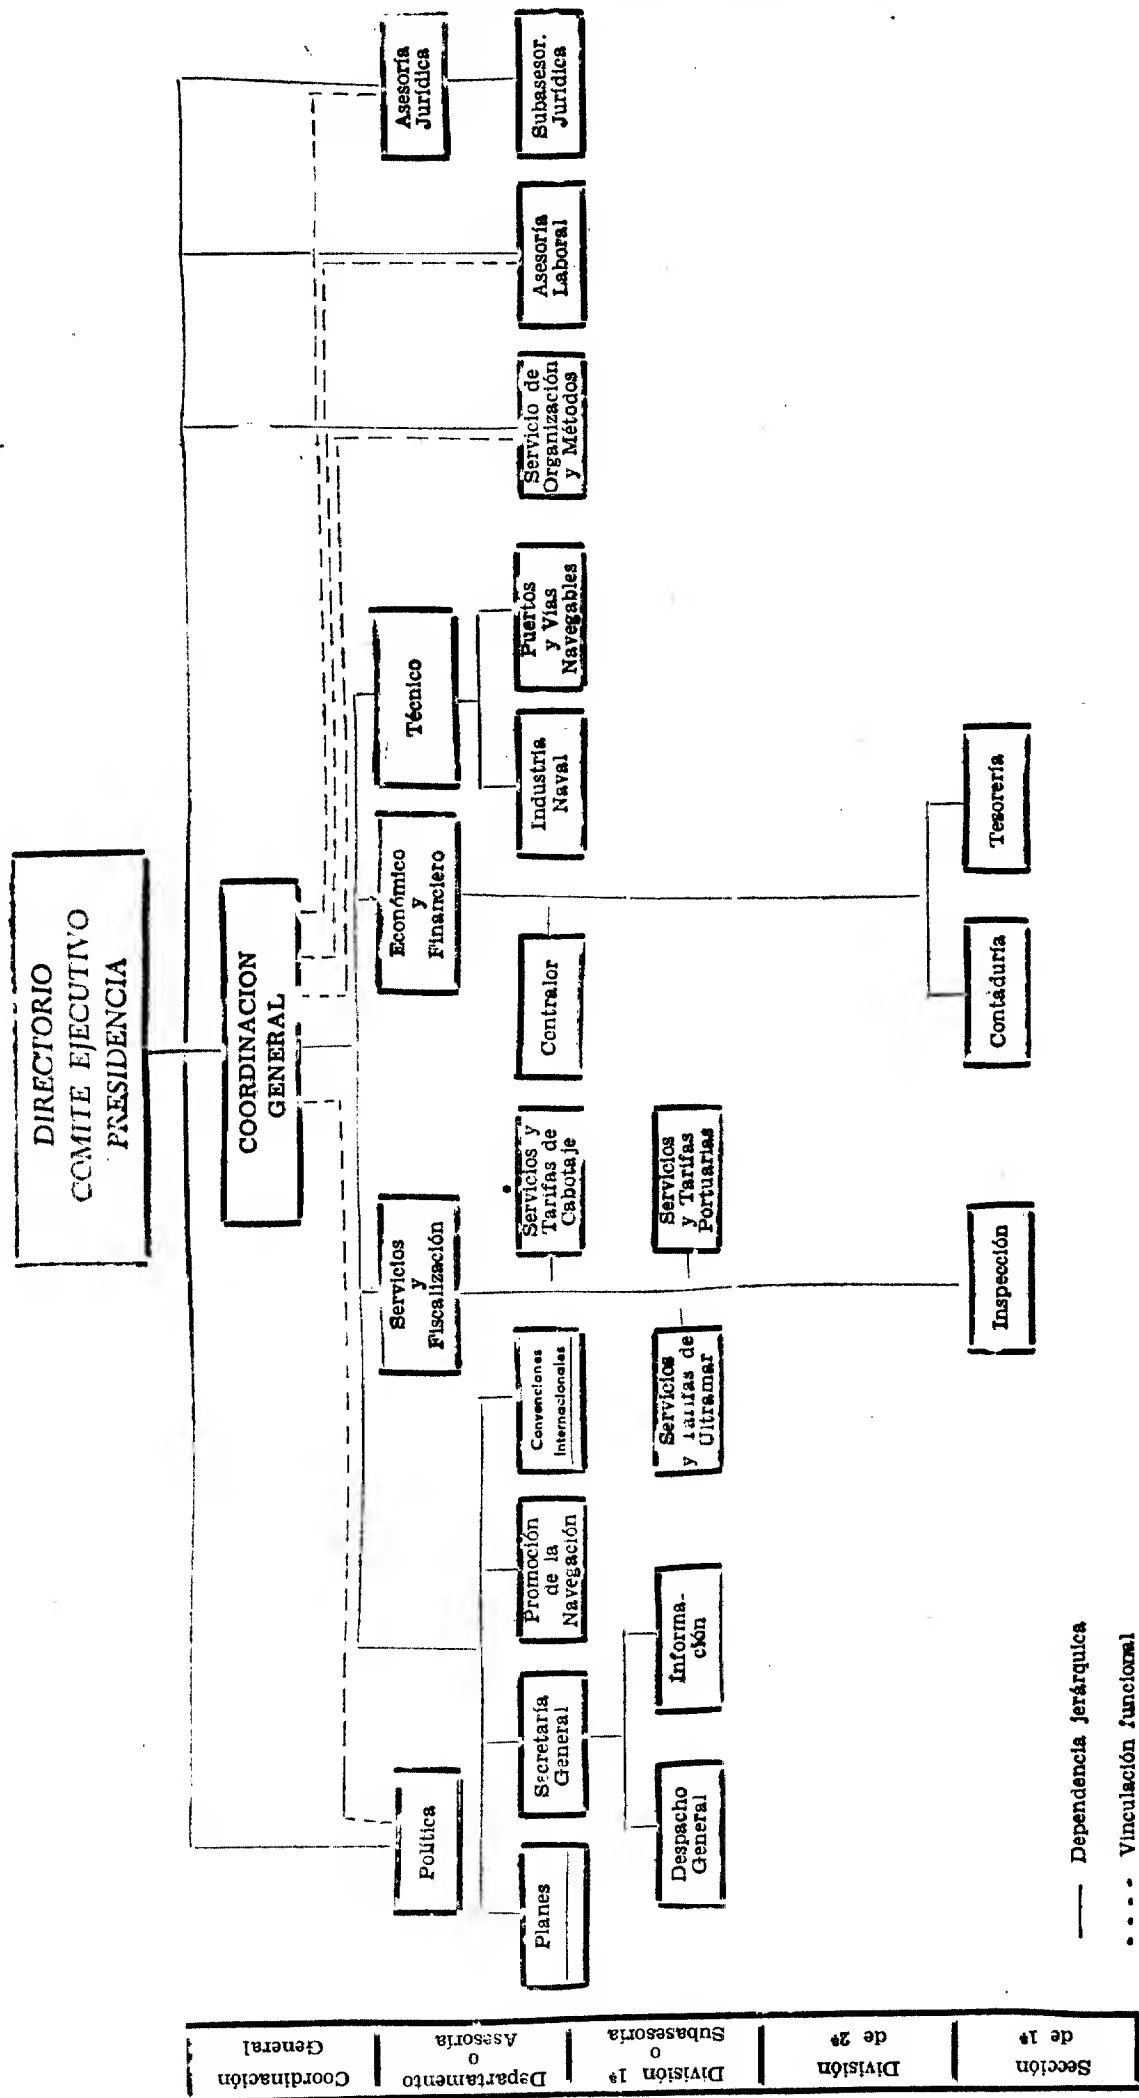 DIRECTORIO
COMITE EJECUTIVO
PRESIDENCIA
COORDINACION
GENERAL
Política
Servicios
y
Fiscalización
Económico
y
Financiero
Técnico
Asesoría
Jurídica
Planes
Secretaría
General
Promoción
de la
Navegación
Convenciones
Internacionales
Servicios y
Tarifas de
Cabotaje
Contralor
Industria
Naval
Puertos
y Vías
Navegables
Servicio de
Organización
y Métodos
Asesoría
Laboral
Subasesor.
Jurídica
Despacho
General
Informa-
ción
Servicios
y Tarifas de
Ultramar
Servicios
y Tarifas
Portuarias
Inspección
Contaduría
Tesorería
Coordinación
General
Departamento
o
Asesoría
División 1ª
o
Subasesoría
División
de 2ª
Sección
de 1ª
—— Dependencia jerárquica
- - - - Vinculación funcional